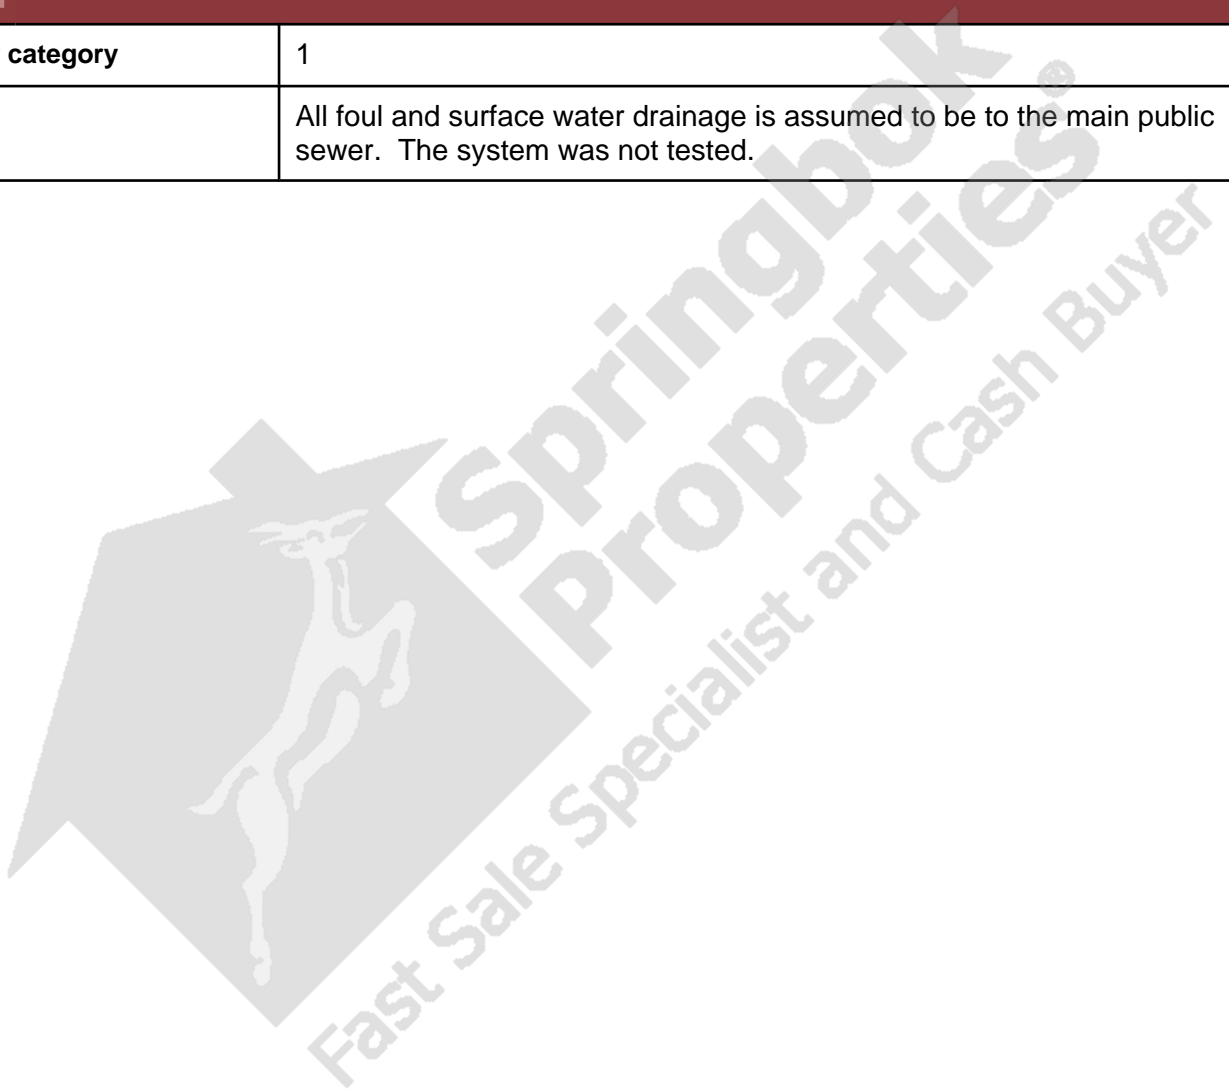 category
1
All foul and surface water drainage is assumed to be to the main public
sewer. The system was not tested.
Springbok
Properties®
Fast Sale Specialist and Cash Buyer